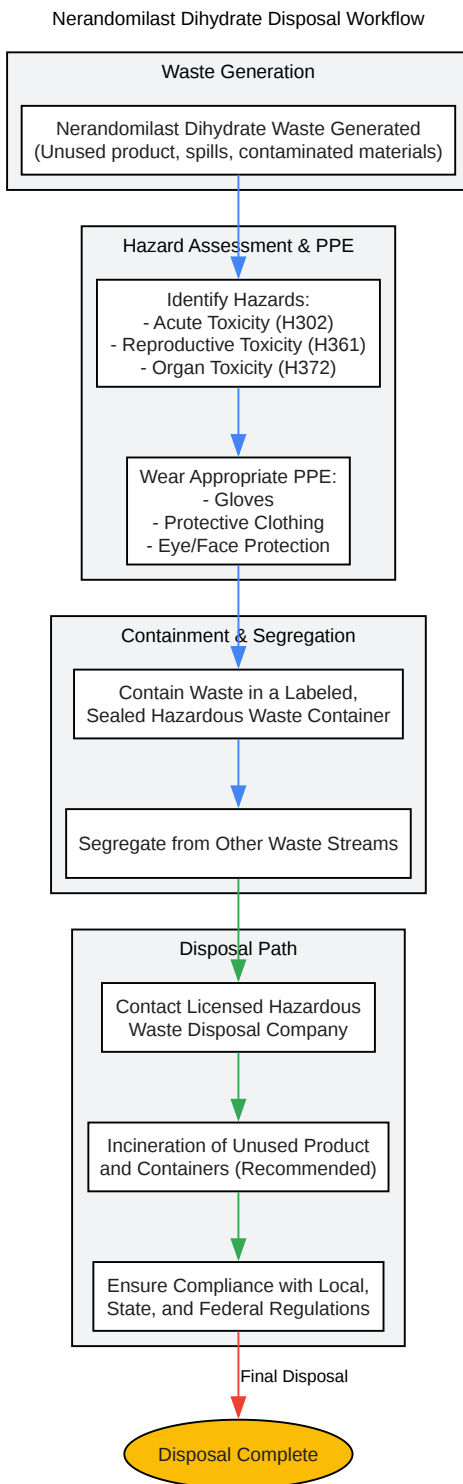 Nerandomilast Dihydrate Disposal Workflow
Waste Generation
Nerandomilast Dihydrate Waste Generated
(Unused product, spills, contaminated materials)
Hazard Assessment & PPE
Identify Hazards:
- Acute Toxicity (H302)
- Reproductive Toxicity (H361)
- Organ Toxicity (H372)
Wear Appropriate PPE:
- Gloves
- Protective Clothing
- Eye/Face Protection
Containment & Segregation
Contain Waste in a Labeled,
Sealed Hazardous Waste Container
Segregate from Other Waste Streams
Disposal Path
Contact Licensed Hazardous
Waste Disposal Company
Incineration of Unused Product
and Containers (Recommended)
Ensure Compliance with Local,
State, and Federal Regulations
Final Disposal
Disposal Complete